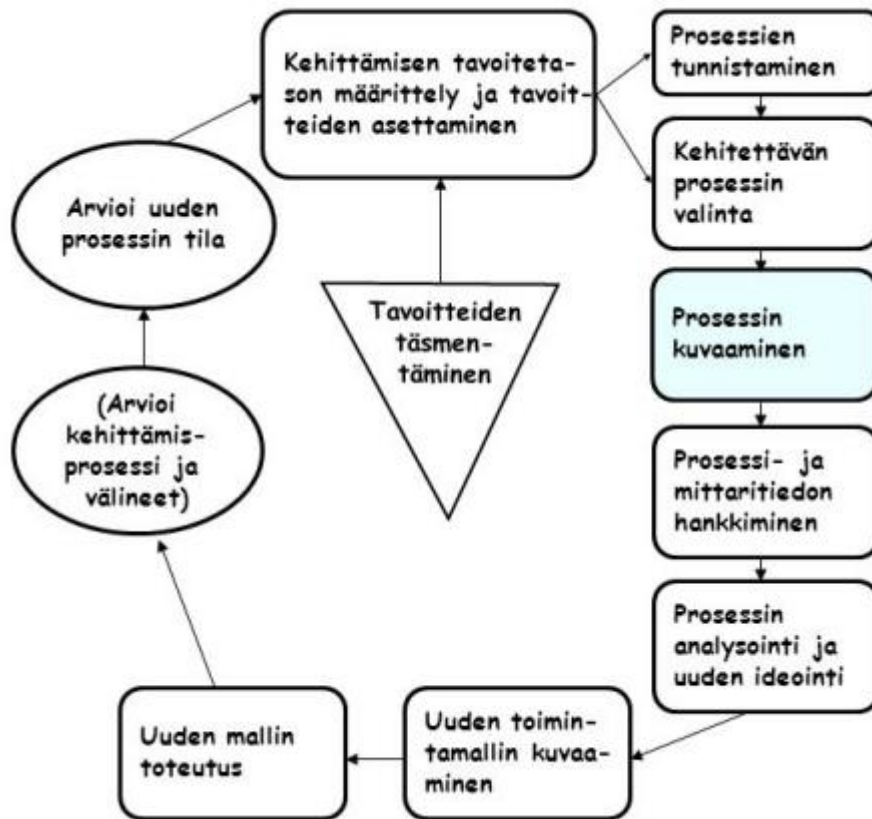 Kehittämisen tavoiteta-
son määrittely ja tavoit-
teiden asettaminen
Prosessien
tunnistaminen
Kehitettävän
prosessin
valinta
Prosessin
kuvaaminen
Prosessi- ja
mittaritiedon
hankkiminen
Prosessin
analysointi ja
uuden ideointi
Uuden toimin-
tamallin kuvaa-
minen
Uuden mallin
toteutus
(Arvioi
kehittämis-
prosessi ja
välineet)
Arvioi uuden
prosessin tila
Tavoitteiden
täsmen-
täminen